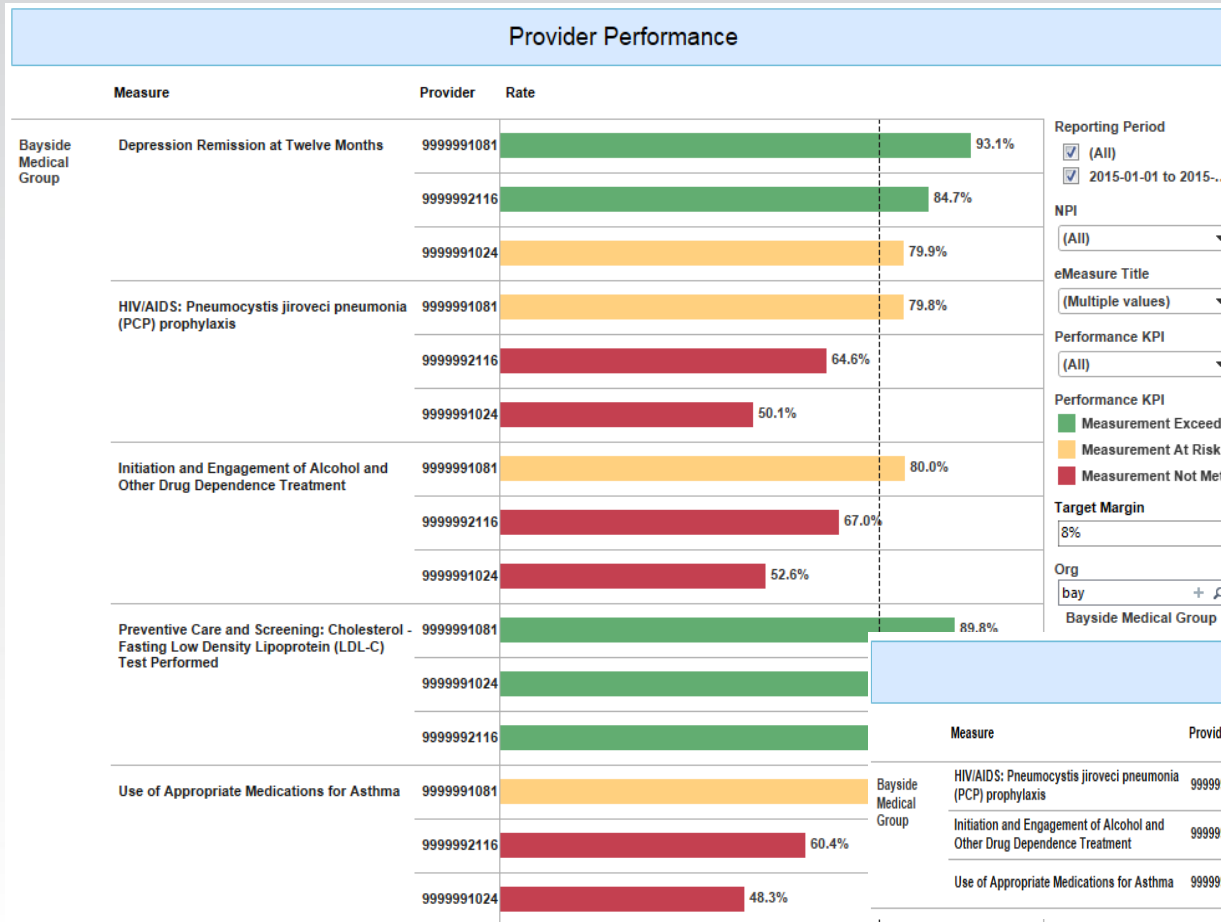 Provider Performance
Measure Provider Rate
Bayside
Medical
Group
Depression Remission at Twelve Months
9999991081 93.1%
9999992116 84.7%
9999991024 79.9%
HIV/AIDS: Pneumocystis jiroveci pneumonia
(PCP) prophylaxis
9999991081 79.8%
9999992116 64.6%
9999991024 50.1%
Initiation and Engagement of Alcohol and
Other Drug Dependence Treatment
9999991081 80.0%
9999992116 67.0%
9999991024 52.6%
Preventive Care and Screening: Cholesterol -
Fasting Low Density Lipoprotein (LDL-C)
Test Performed
9999991081 89.8%
9999991024
9999992116
Use of Appropriate Medications for Asthma
9999991081
9999992116 60.4%
9999991024 48.3%
Reporting Period
(All)
2015-01-01 to 2015-..
NPI
(All)
eMeasure Title
(Multiple values)
Performance KPI
(All)
Performance KPI
Measurement Exceed
Measurement At Risk
Measurement Not Met
Target Margin
8%
Org
bay
Bayside Medical Group
Measure Provid
Bayside
Medical
Group
HIV/AIDS: Pneumocystis jiroveci pneumonia
(PCP) prophylaxis
99999
Initiation and Engagement of Alcohol and
Other Drug Dependence Treatment
99999
Use of Appropriate Medications for Asthma 99999